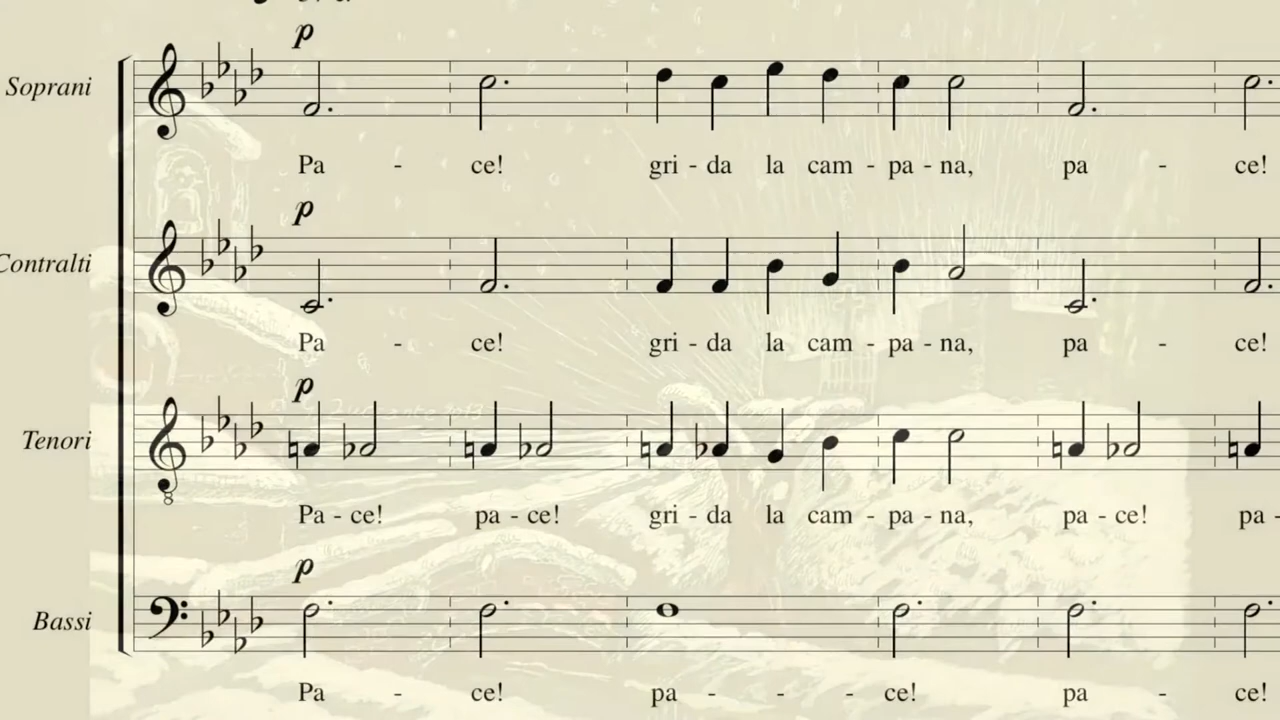 p
Soprani
Pa - ce! gri - da la cam - pa - na, pa - ce!
p
Contralti
Pa - ce! gri - da la cam - pa - na, pa - ce!
p
Tenori
8
Pa - ce! pa - ce! gri - da la cam - pa - na, pa - ce! pa -
p
Bassi
Pa - ce! pa - - - ce! pa - ce!